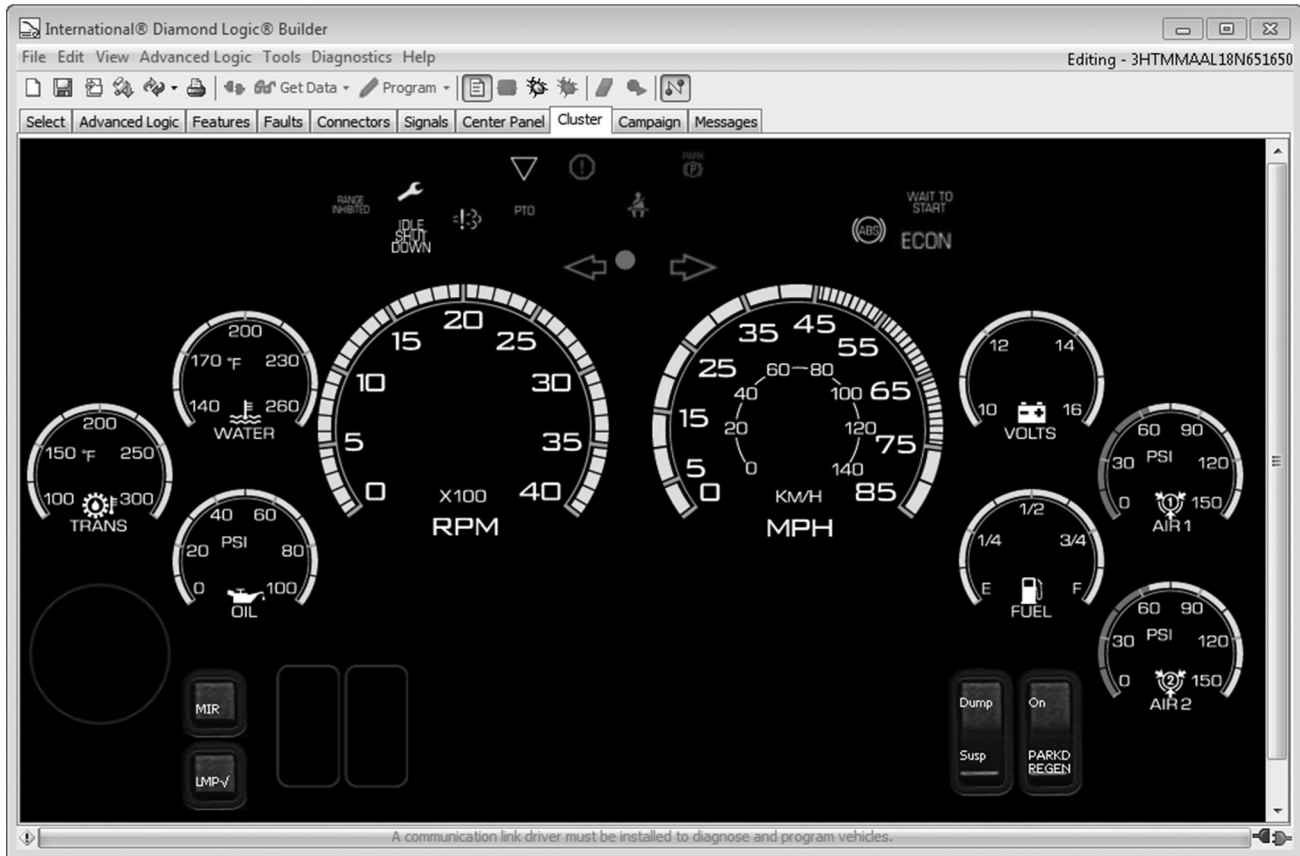 International® Diamond Logic® Builder
File Edit View Advanced Logic Tools Diagnostics Help
Editing - 3HTMMAAL18N651650
Get Data Program
Select Advanced Logic Features Faults Connectors Signals Center Panel Cluster Campaign Messages
RANGE
INHIBITED
IDLE
SHUT
DOWN
PTO
PARK
(P)
ABS
WAIT TO
START
ECON
140 170 200 230 260
°F
WATER
100 150 200 250 300
°F
TRANS
0 20 40 60 80 100
PSI
OIL
0 5 10 15 20 25 30 35 40
X100
RPM
0 5 15 25 35 45 55 65 75 85
0 20 40 60 80 100 120 140
KM/H
MPH
10 12 14 16
VOLTS
E 1/4 1/2 3/4 F
FUEL
0 30 60 90 120 150
PSI
1
AIR 1
0 30 60 90 120 150
PSI
2
AIR 2
MIR
LMP√
Dump
Susp
On
PARKD
REGEN
A communication link driver must be installed to diagnose and program vehicles.